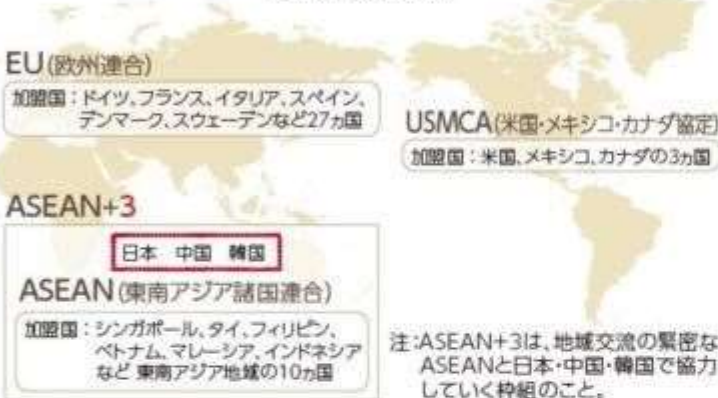 EU(欧州連合)
加盟国：ドイツ、フランス、イタリア、スペイン、
デンマーク、スウェーデンなど27ヵ国
USMCA(米国・メキシコ・カナダ協定)
加盟国：米国、メキシコ、カナダの3ヵ国
ASEAN+3
日本 中国 韓国
ASEAN(東南アジア諸国連合)
加盟国：シンガポール、タイ、フィリピン、
ベトナム、マレーシア、インドネシア
など 東南アジア地域の10ヵ国
注:ASEAN+3は、地域交流の緊密な
ASEANと日本・中国・韓国で協力
していく枠組のこと。